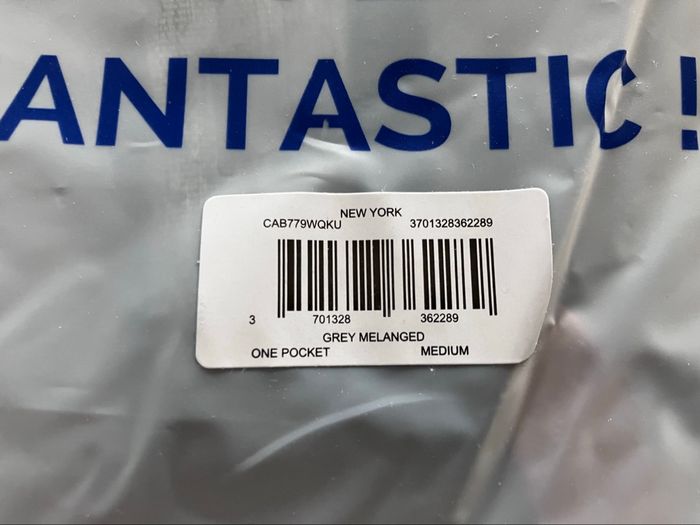 ANTASTIC!
NEW YORK
CAB779WQKU 3701328362289
3 701328 362289
GREY MELANGED
ONE POCKET MEDIUM